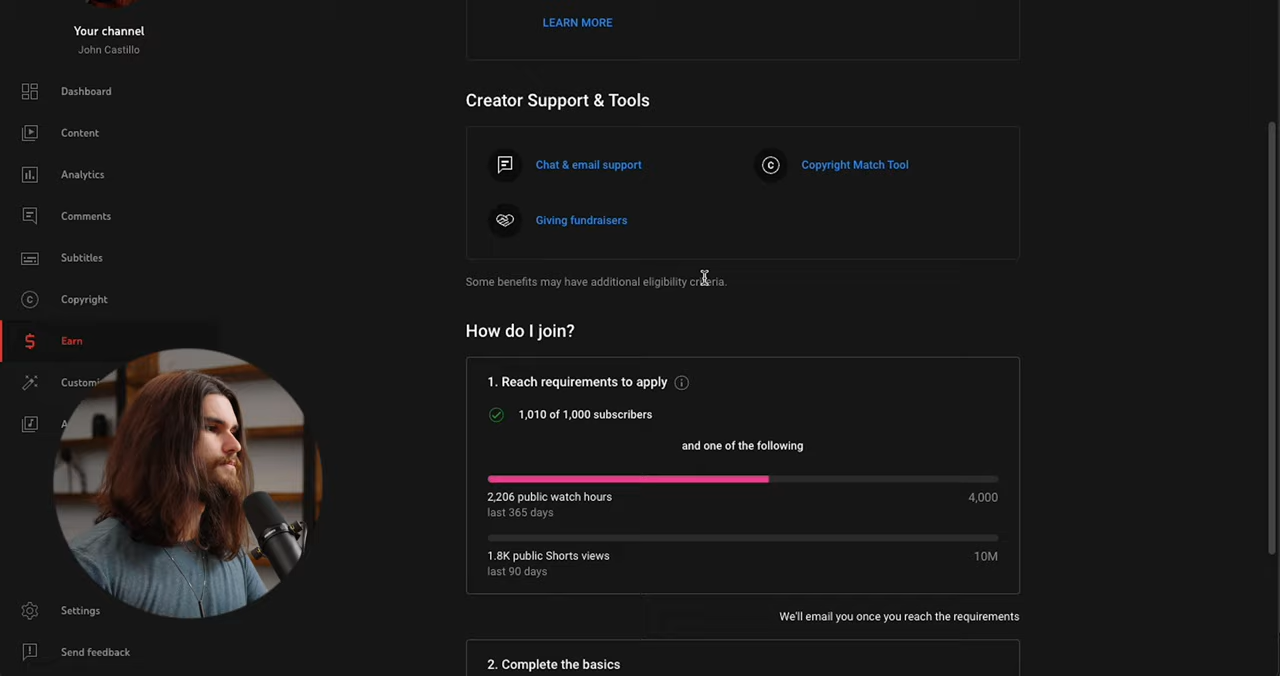 Your channel
John Castillo
Dashboard
Content
Analytics
Comments
Subtitles
Copyright
Earn
Settings
Send feedback
LEARN MORE
Creator Support & Tools
Chat & email support
Copyright Match Tool
Giving fundraisers
Some benefits may have additional eligibility criteria.
How do I join?
1. Reach requirements to apply
1,010 of 1,000 subscribers
and one of the following
2,206 public watch hours
4,000
last 365 days
1.8K public Shorts views
10M
last 90 days
We'll email you once you reach the requirements
2. Complete the basics